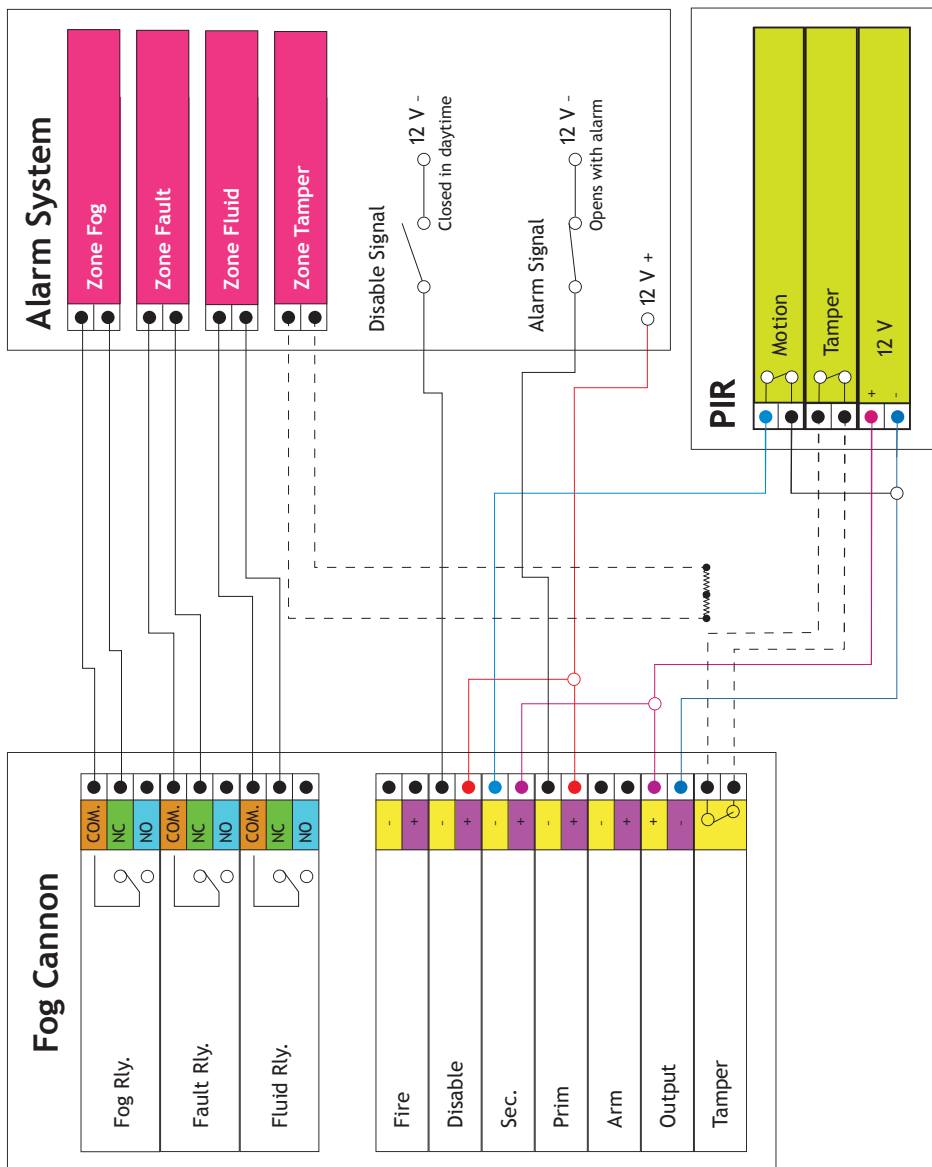 Alarm System
Zone Fog
Zone Fault
Zone Fluid
Zone Tamper
Disable Signal
12 V -
Closed in daytime
Alarm Signal
12 V -
Opens with alarm
12 V +
PIR
Motion
Tamper
+
-
12 V
Fog Cannon
COM.
NC
NO
Fog Rly.
COM.
NC
NO
Fault Rly.
COM.
NC
NO
Fluid Rly.
-
+
Fire
-
+
Disable
-
+
Sec.
-
+
Prim
-
+
Arm
+
-
Output
Tamper